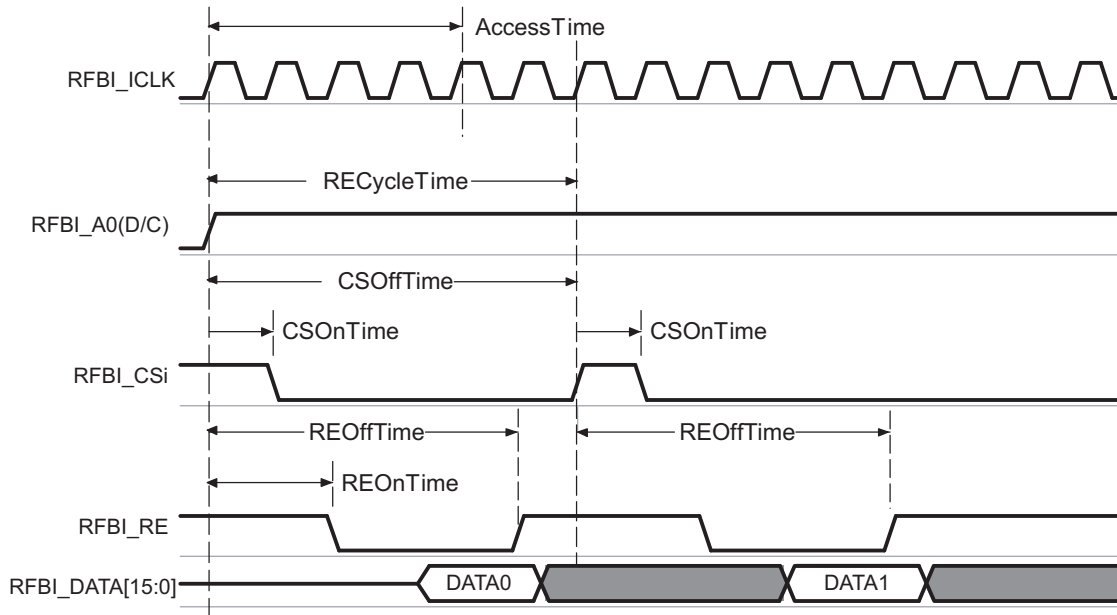 AccessTime
RFBI_ICLK
RECycleTime
RFBI_A0(D/C)
CSOffTime
CSOnTime CSOnTime
RFBI_CSi
REOffTime REOffTime
REOnTime
RFBI_RE
RFBI_DATA[15:0] DATA0 DATA1